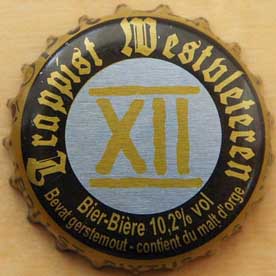 Trappist Westvleteren
XII
Bier-Bière 10,2% vol
Bevat gerstemout - contient du malt d'orge